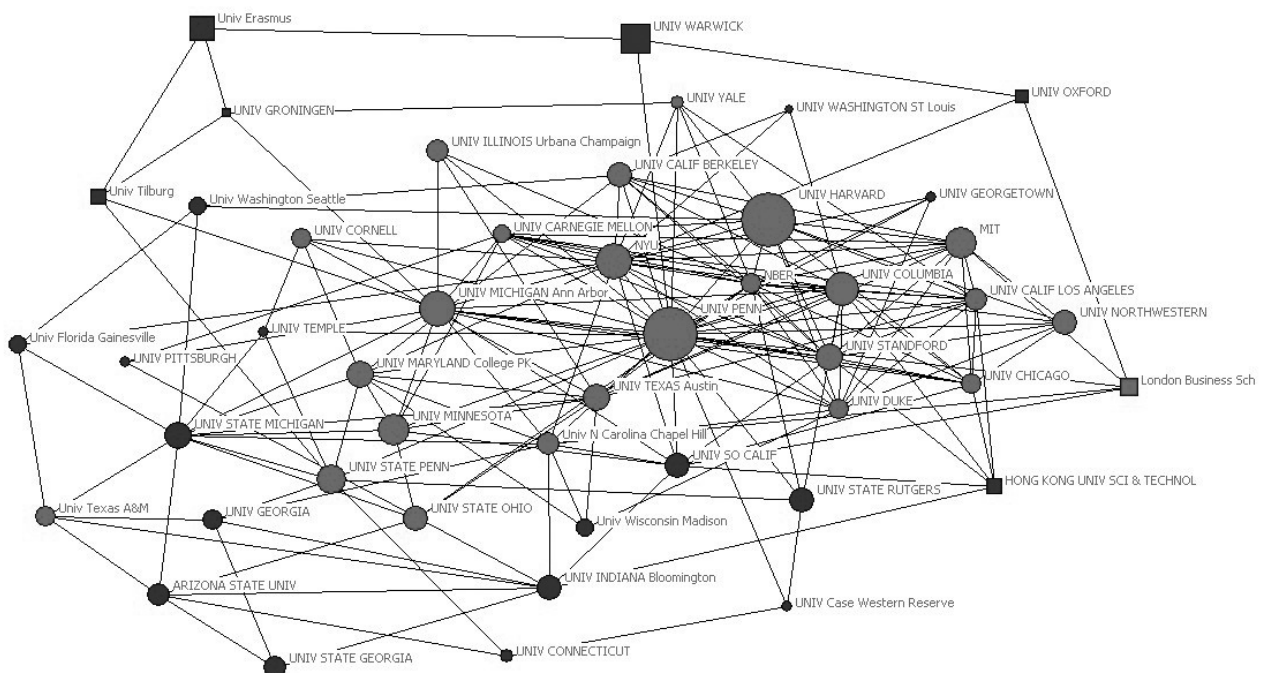 Univ Erasmus
UNIV WARWICK
UNIV YALE
UNIV OXFORD
UNIV WASHINGTON ST Louis
UNIV GRONINGEN
UNIV ILLINOIS Urbana Champaign
UNIV CALIF BERKELEY
Univ Tilburg
Univ Washington Seattle
UNIV HARVARD
UNIV GEORGETOWN
UNIV CARNEGIE MELLON
UNIV CORNELL
MIT
NYU
NBER
UNIV COLUMBIA
UNIV CALIF LOS ANGELES
UNIV MICHIGAN Ann Arbor
UNIV PENN
UNIV NORTHWESTERN
UNIV TEMPLE
Univ Florida Gainesville
UNIV PITTSBURGH
UNIV STANDFORD
UNIV MARYLAND College PK
UNIV CHICAGO
London Business Sch
UNIV TEXAS Austin
UNIV DUKE
UNIV MINNESOTA
UNIV STATE MICHIGAN
Univ N Carolina Chapel Hill
UNIV SO CALIF
UNIV STATE PENN
HONG KONG UNIV SCI & TECHNOL
UNIV STATE RUTGERS
Univ Texas A&M
UNIV GEORGIA
UNIV STATE OHIO
Univ Wisconsin Madison
ARIZONA STATE UNIV
UNIV INDIANA Bloomington
UNIV Case Western Reserve
UNIV CONNECTICUT
UNIV STATE GEORGIA